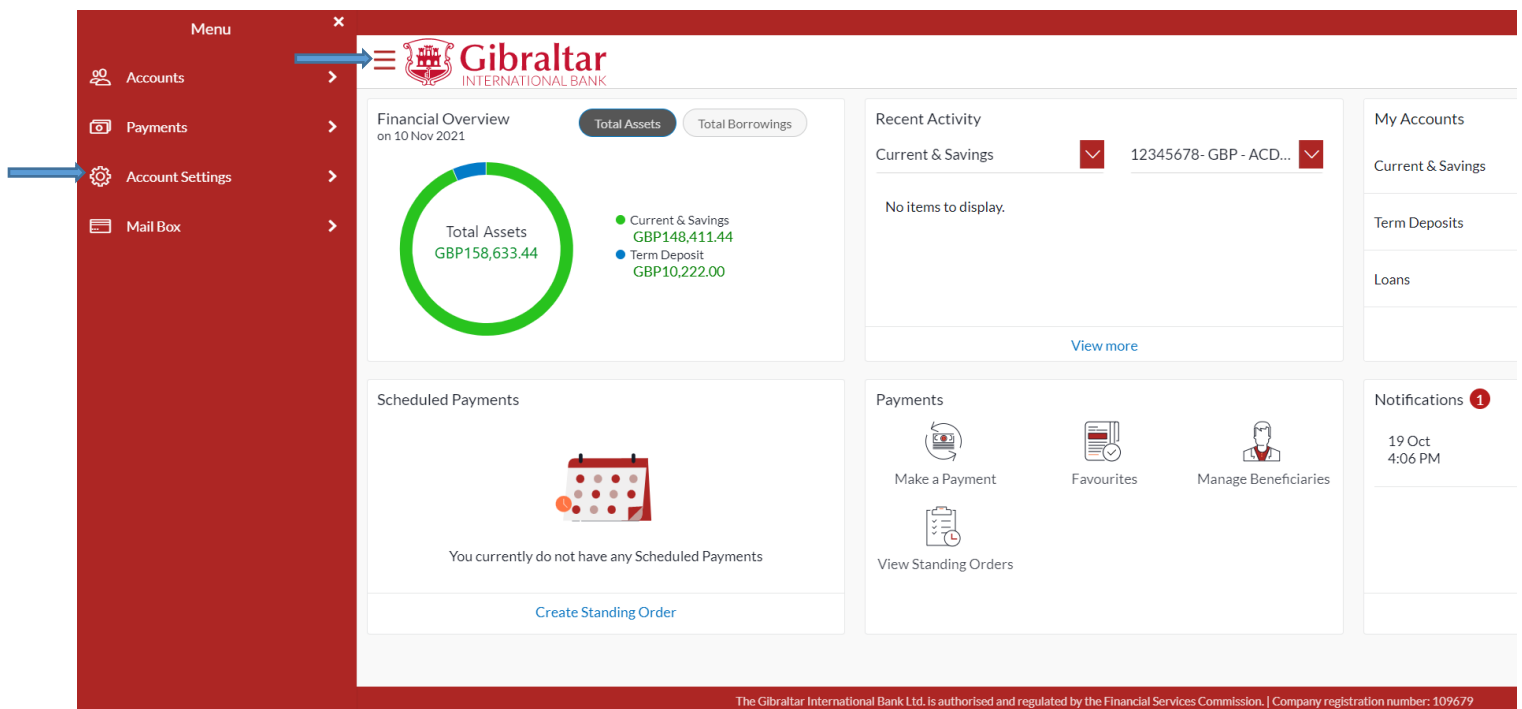 Menu
Accounts
Payments
Account Settings
Mail Box
Gibraltar
INTERNATIONAL BANK
Financial Overview
on 10 Nov 2021
Total Assets
Total Borrowings
Total Assets
GBP158,633.44
Current & Savings
GBP148,411.44
Term Deposit
GBP10,222.00
Recent Activity
Current & Savings
12345678- GBP - ACD...
No items to display.
View more
My Accounts
Current & Savings
Term Deposits
Loans
Scheduled Payments
You currently do not have any Scheduled Payments
Create Standing Order
Payments
Make a Payment
Favourites
Manage Beneficiaries
View Standing Orders
Notifications 1
19 Oct
4:06 PM
The Gibraltar International Bank Ltd. is authorised and regulated by the Financial Services Commission. | Company registration number: 109679